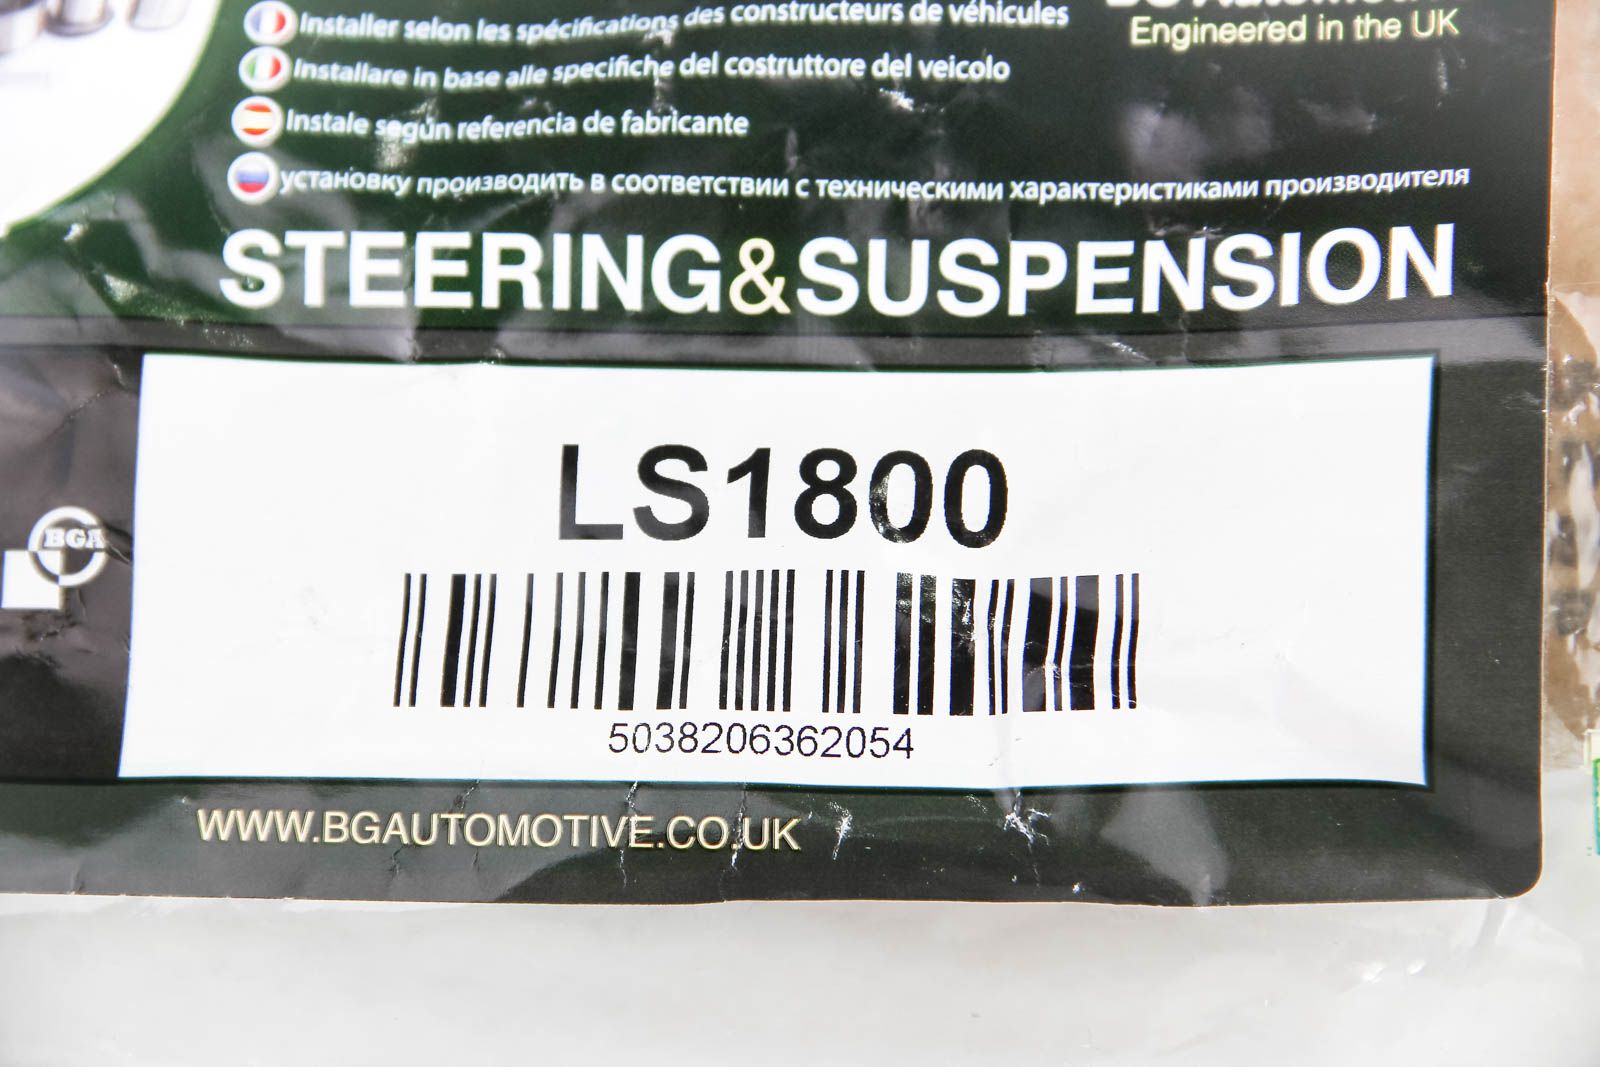 Installer selon les spécifications des constructeurs de véhicules
Engineered in the UK
Installare in base alle specifiche del costruttore del veicolo
Instale según referencia de fabricante
установку производить в соответствии с техническими характеристиками производителя
STEERING&SUSPENSION
LS1800
BGA
5038206362054
WWW.BGAUTOMOTIVE.CO.UK